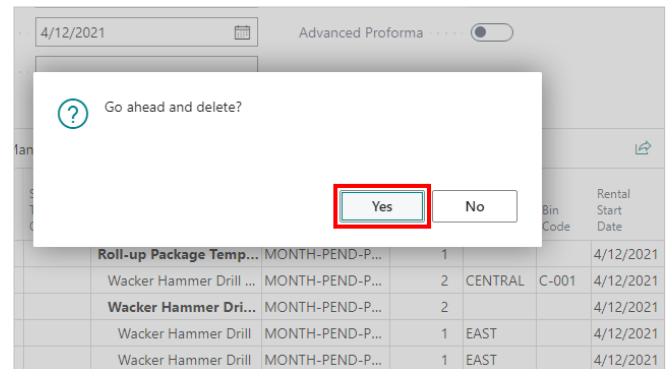 4/12/2021 Advanced Proforma
Go ahead and delete?
Man
Yes No
Bin Code Rental Start Date
Roll-up Package Temp... MONTH-PEND-P... 1 4/12/2021
Wacker Hammer Drill ... MONTH-PEND-P... 2 CENTRAL C-001 4/12/2021
Wacker Hammer Dri... MONTH-PEND-P... 2 4/12/2021
Wacker Hammer Drill MONTH-PEND-P... 1 EAST 4/12/2021
Wacker Hammer Drill MONTH-PEND-P... 1 EAST 4/12/2021